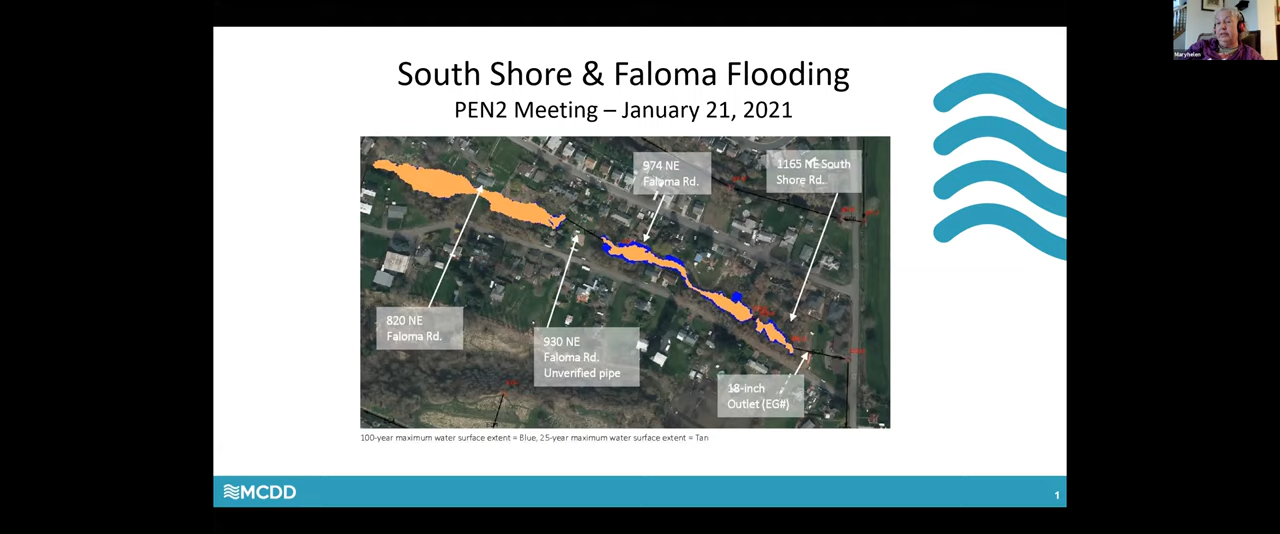 South Shore & Faloma Flooding
PEN2 Meeting – January 21, 2021
974 NE
Faloma Rd.
1165 NE South
Shore Rd.
820 NE
Faloma Rd.
930 NE
Faloma Rd.
Unverified pipe
18-inch
Outlet (EG#)
100-year maximum water surface extent = Blue, 25-year maximum water surface extent = Tan
MCDD
1
Maryhelen